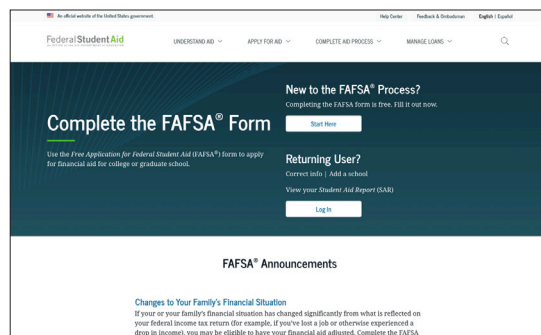 An official website of the United States government.
Help Center Feedback & Ombudsman English | Español
Federal Student Aid
UNDERSTAND AID APPLY FOR AID COMPLETE AID PROCESS MANAGE LOANS
Complete the FAFSA® Form
Use the Free Application for Federal Student Aid (FAFSA®) form to apply
for financial aid for college or graduate school.
New to the FAFSA® Process?
Completing the FAFSA form is free. Fill it out now.
Start Here
Returning User?
Correct info | Add a school
View your Student Aid Report (SAR)
Log In
FAFSA® Announcements
Changes to Your Family's Financial Situation
If your or your family's financial situation has changed significantly from what is reflected on
your federal income tax return (for example, if you've lost a job or otherwise experienced a
drop in income), you may be eligible to have your financial aid adjusted. Complete the FAFSA